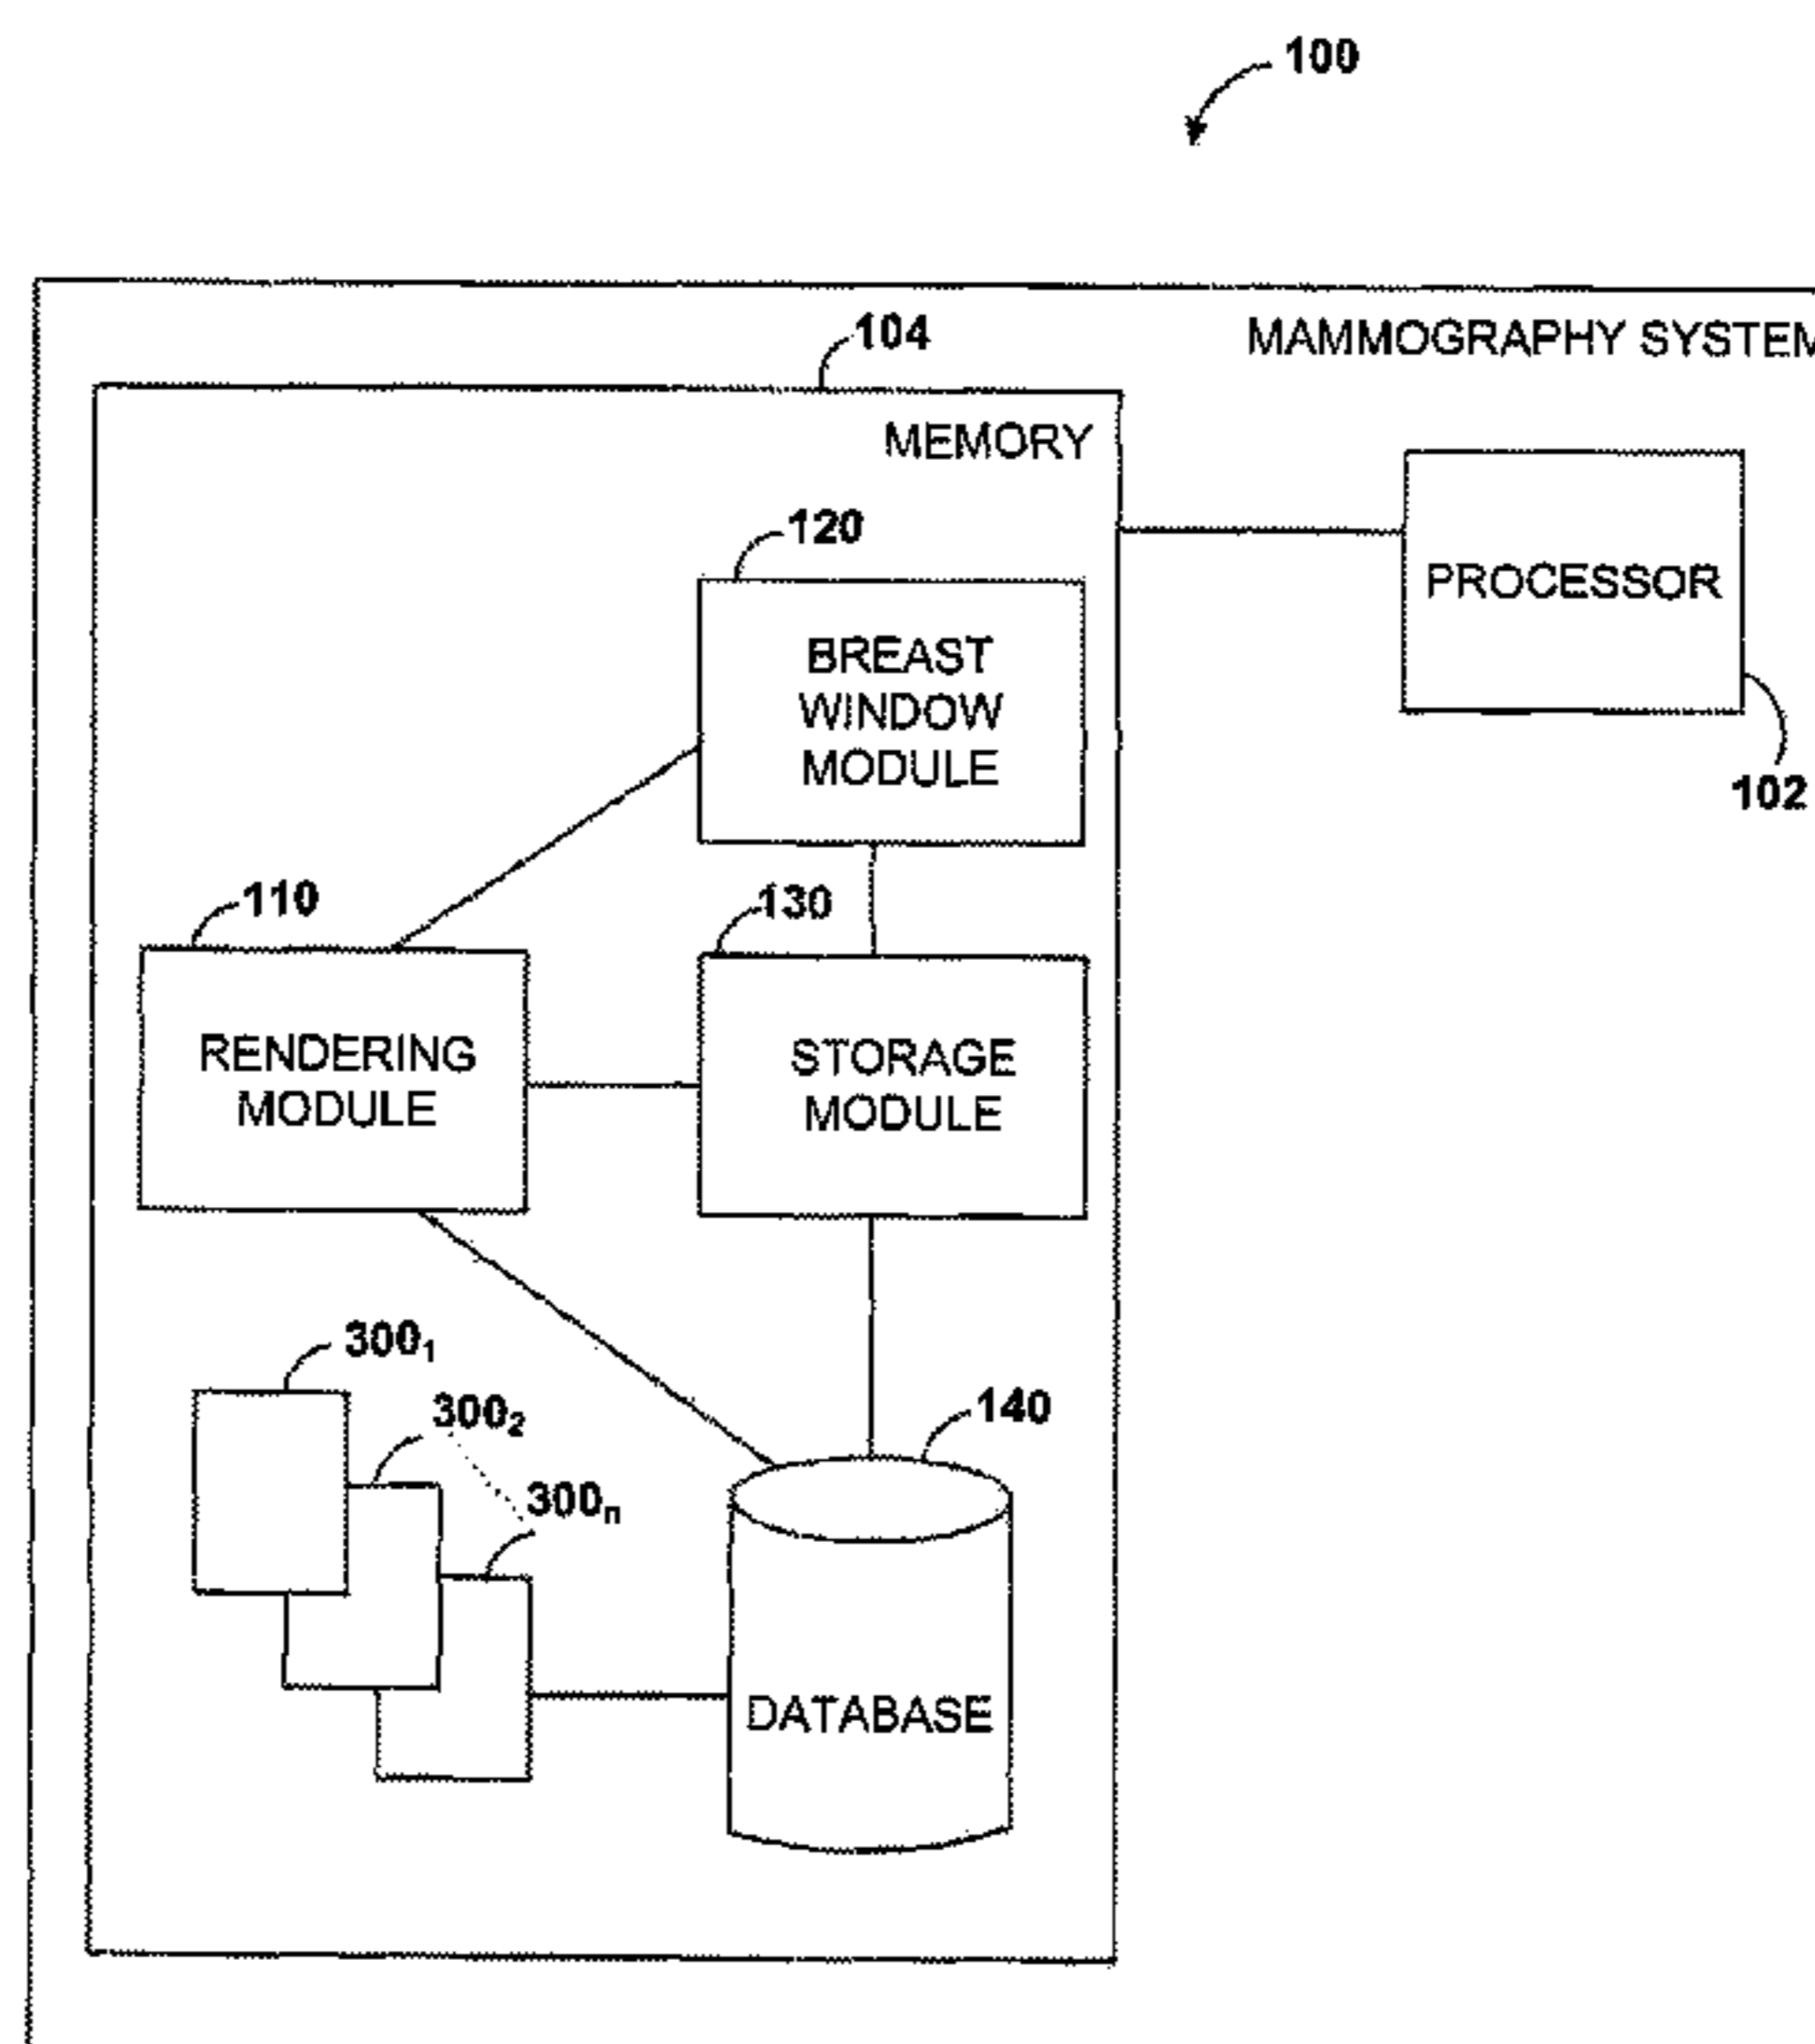 100
MAMMOGRAPHY SYSTEM
104
MEMORY
120
BREAST
WINDOW
MODULE
PROCESSOR
102
110
130
RENDERING
MODULE
STORAGE
MODULE
300₁
300₂
300ₙ
140
DATABASE